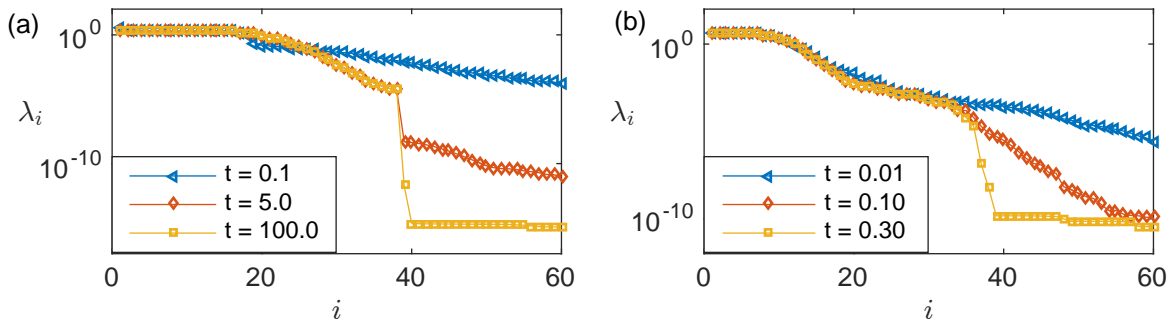 (a)
10^0
10^-10
λ_i
t = 0.1
t = 5.0
t = 100.0
0 20 40 60
i
(b)
10^0
10^-10
λ_i
t = 0.01
t = 0.10
t = 0.30
0 20 40 60
i